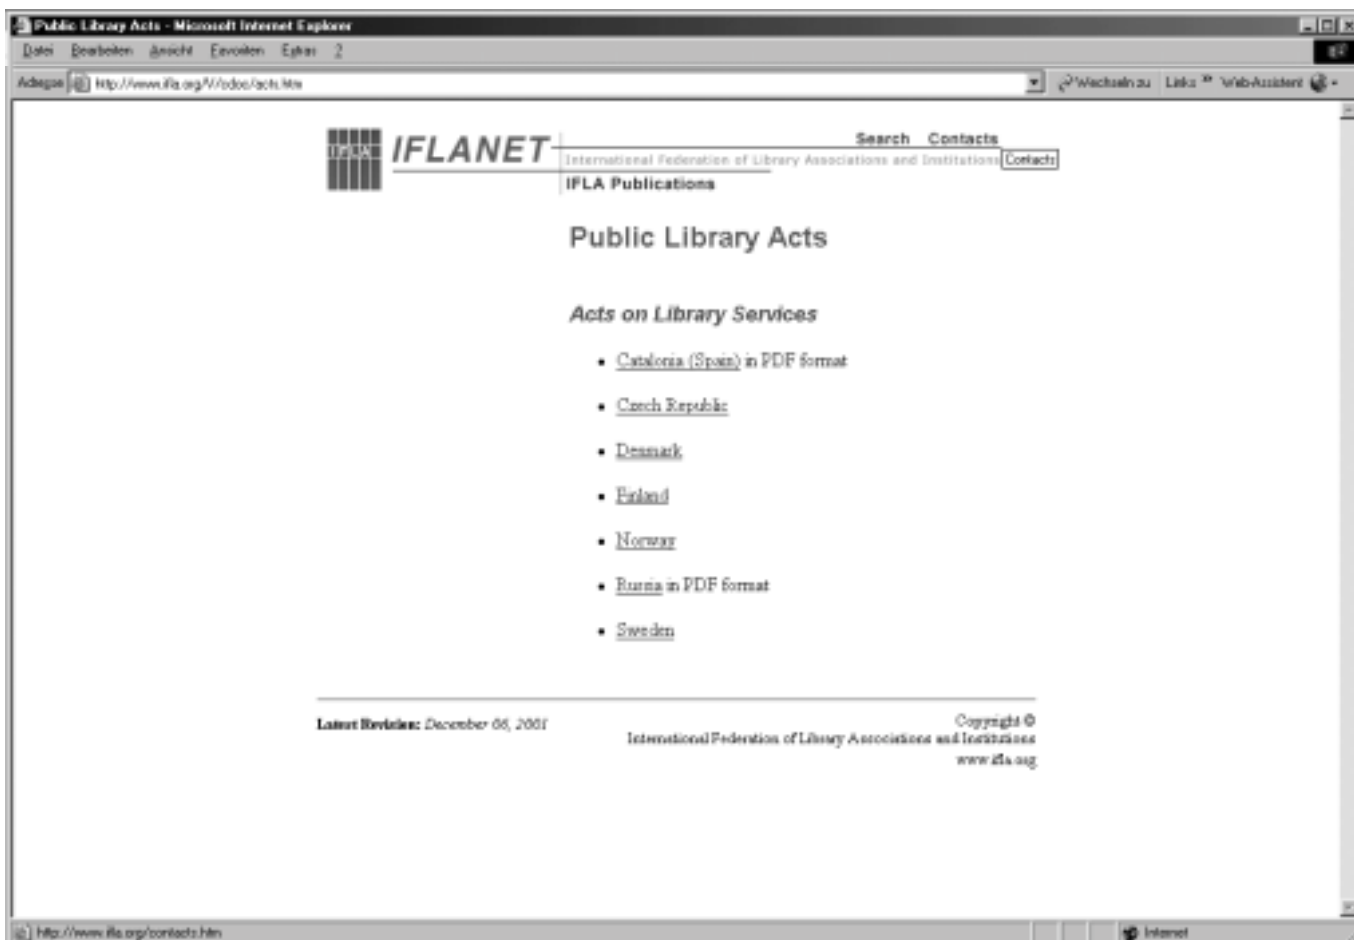 Public Library Acts - Microsoft Internet Explorer
Datei Bearbeiten Ansicht Favoriten Extras ?
Adresse http://www.ifla.org/V/cdoc/acts.htm Wechseln zu Links » Web-Assistent
IFLA IFLANET Search Contacts
International Federation of Library Associations and Institutions Contacts
IFLA Publications
Public Library Acts
Acts on Library Services
• Catalonia (Spain) in PDF format
• Czech Republic
• Denmark
• Finland
• Norway
• Russia in PDF format
• Sweden
Latest Revision: December 06, 2001 Copyright ©
International Federation of Library Associations and Institutions
www.ifla.org
http://www.ifla.org/contacts.htm Internet